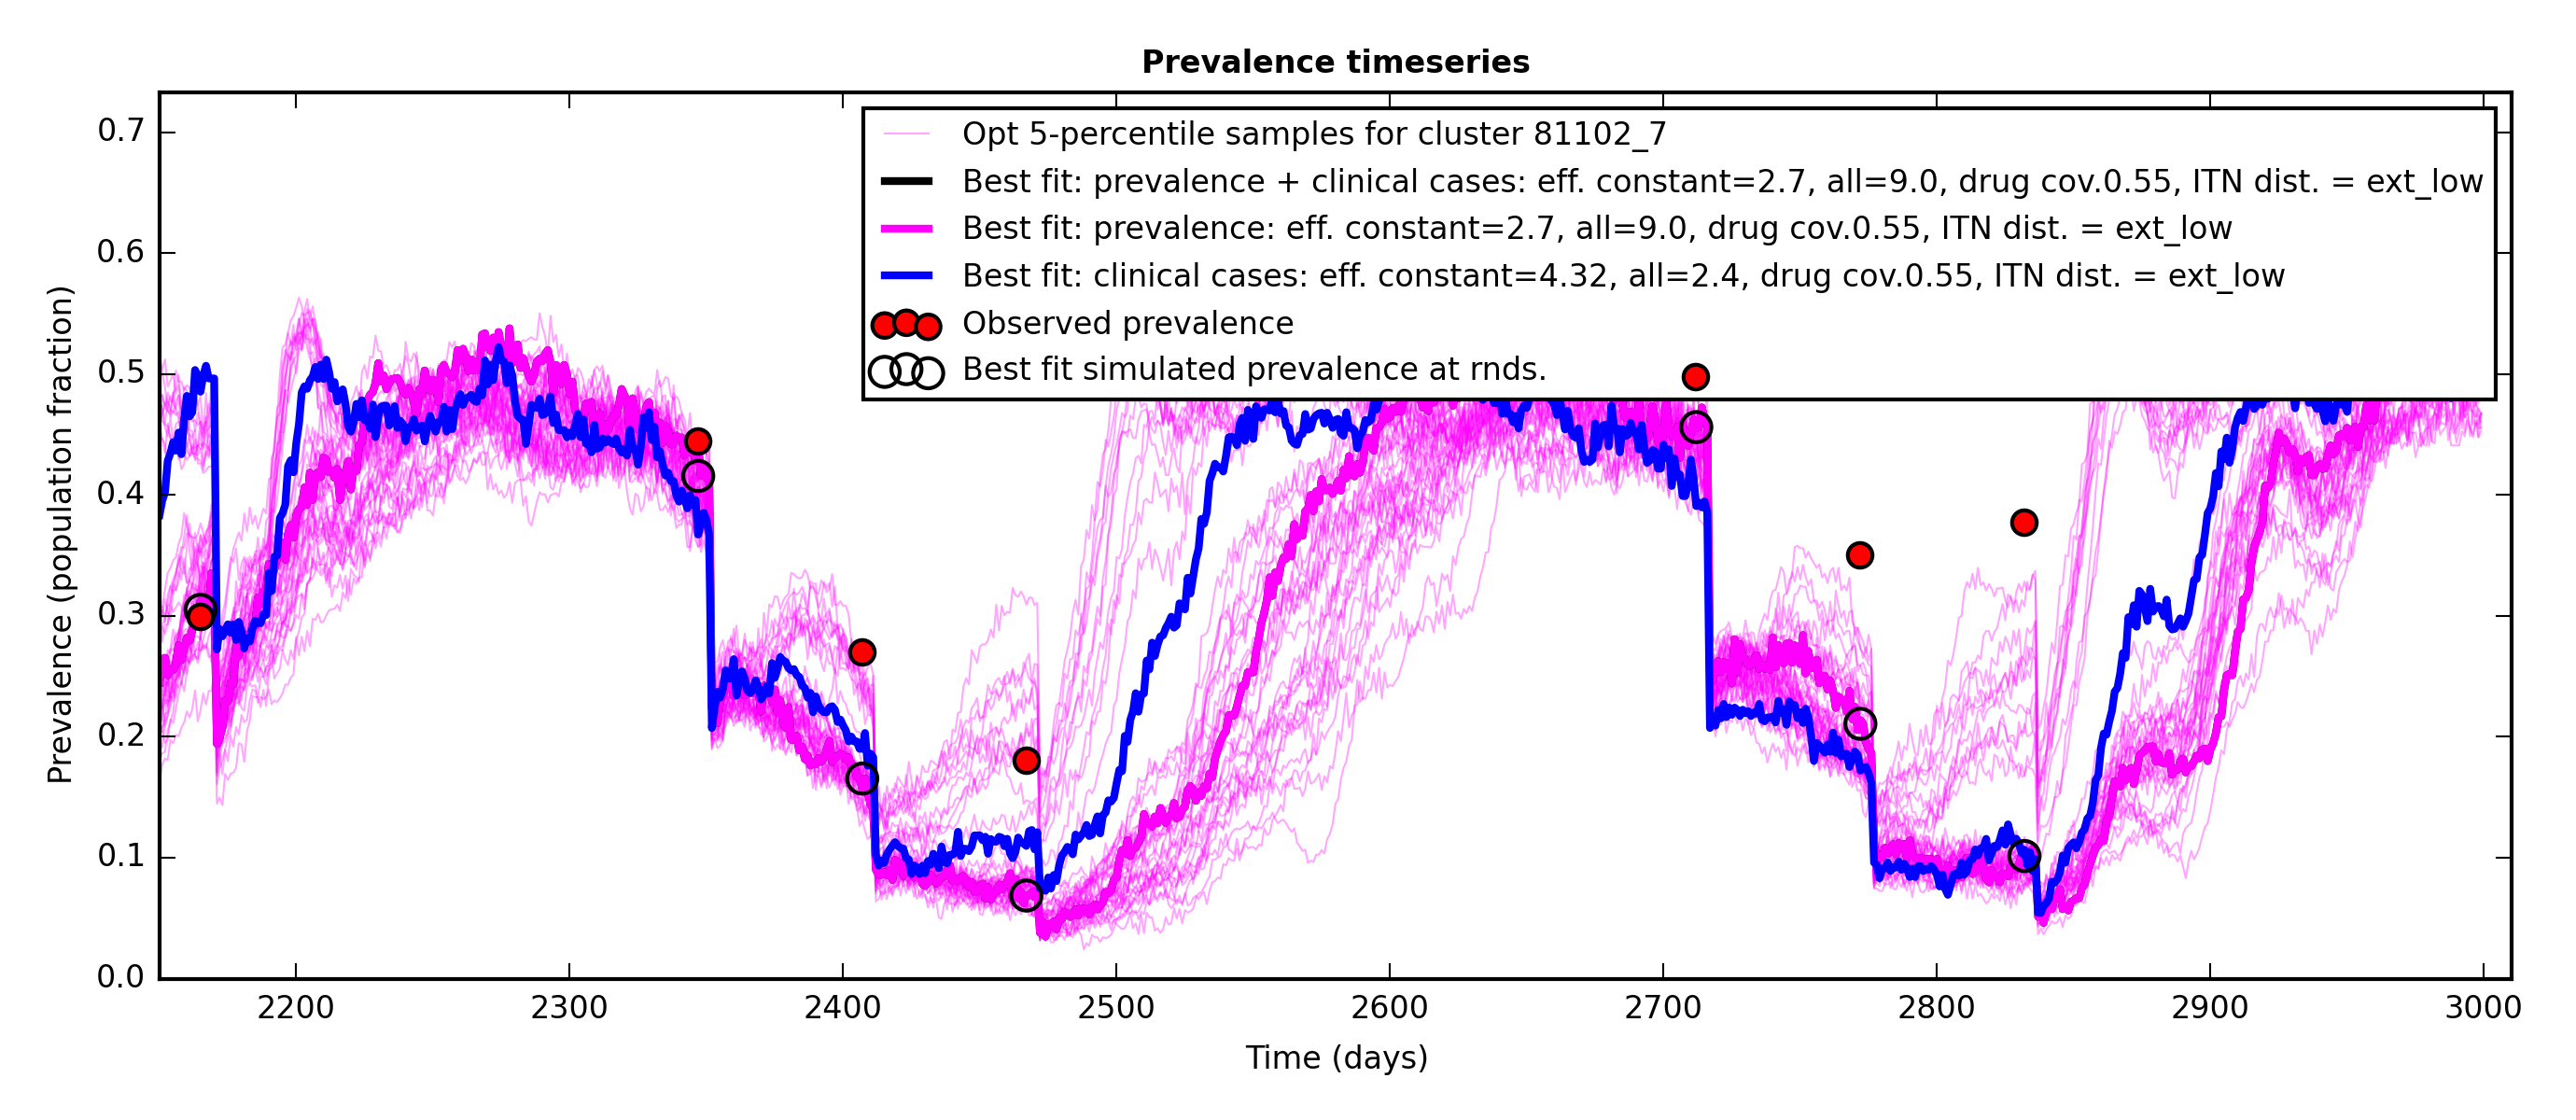 Prevalence timeseries
Opt 5-percentile samples for cluster 81102_7
Best fit: prevalence + clinical cases: eff. constant=2.7, all=9.0, drug cov.0.55, ITN dist. = ext_low
Best fit: prevalence: eff. constant=2.7, all=9.0, drug cov.0.55, ITN dist. = ext_low
Best fit: clinical cases: eff. constant=4.32, all=2.4, drug cov.0.55, ITN dist. = ext_low
Observed prevalence
Best fit simulated prevalence at rnds.
Prevalence (population fraction)
0.7
0.6
0.5
0.4
0.3
0.2
0.1
0.0
2200 2300 2400 2500 2600 2700 2800 2900 3000
Time (days)